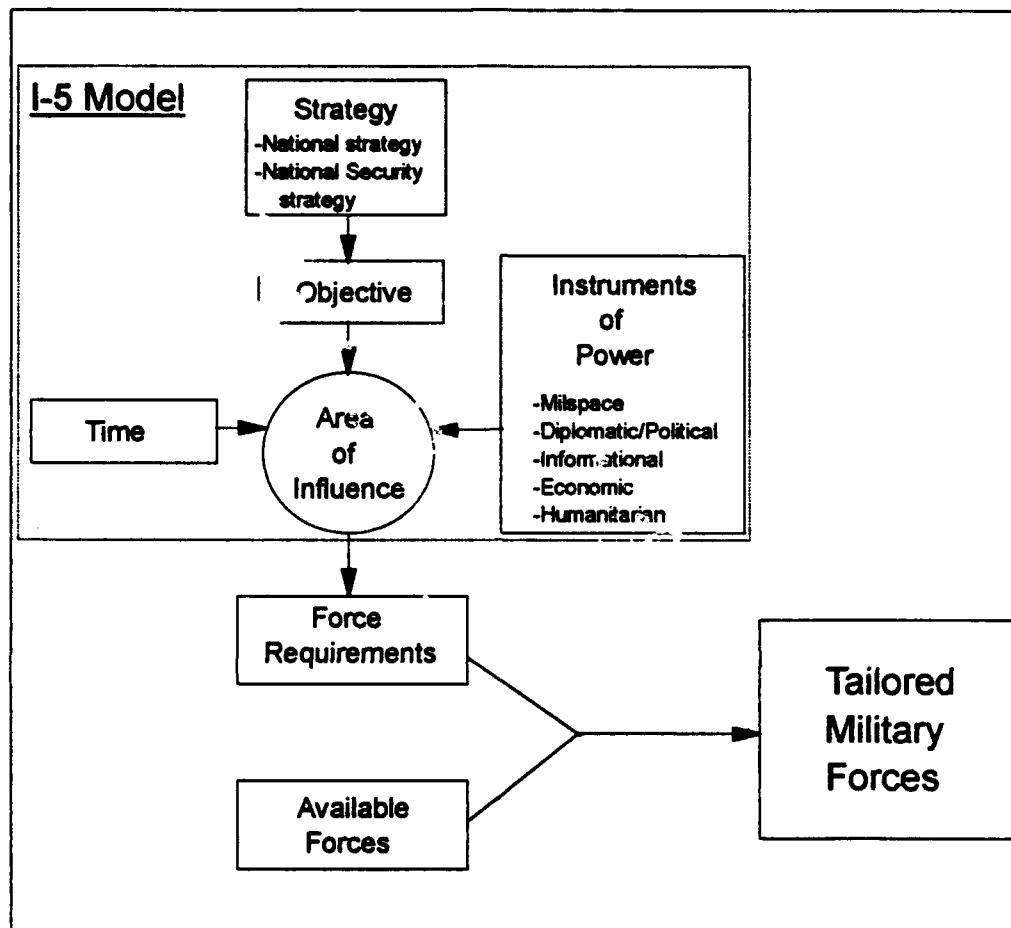 I-5 Model
Strategy
-National strategy
-National Security
strategy
Objective
Instruments
of
Power
-Milspace
-Diplomatic/Political
-Informational
-Economic
-Humanitarian
Time
Area
of
Influence
Force
Requirements
Available
Forces
Tailored
Military
Forces